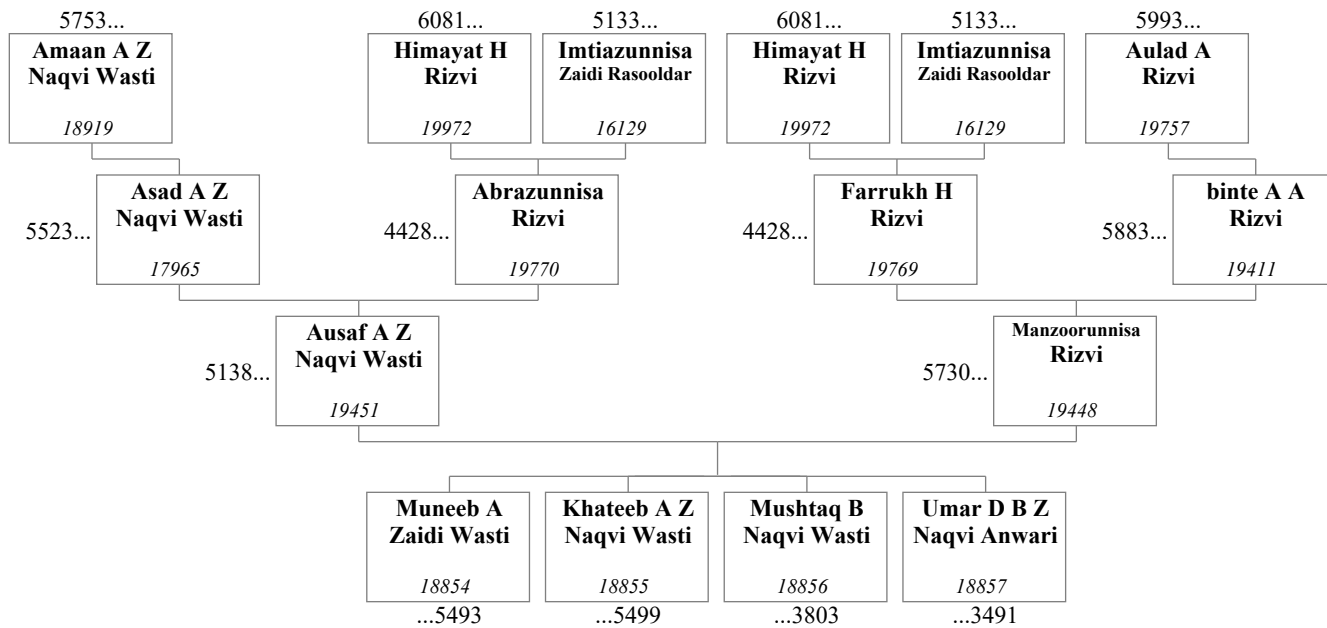 5753...
6081...
5133...
6081...
5133...
5993...
Amaan A Z
Naqvi Wasti
18919
Himayat H
Rizvi
19972
Imtiazunnisa
Zaidi Rasooldar
16129
Himayat H
Rizvi
19972
Imtiazunnisa
Zaidi Rasooldar
16129
Aulad A
Rizvi
19757
5523...
Asad A Z
Naqvi Wasti
17965
4428...
Abrazunnisa
Rizvi
19770
4428...
Farrukh H
Rizvi
19769
5883...
binte A A
Rizvi
19411
5138...
Ausaf A Z
Naqvi Wasti
19451
5730...
Manzoorunnisa
Rizvi
19448
Muneeb A
Zaidi Wasti
18854
...5493
Khateeb A Z
Naqvi Wasti
18855
...5499
Mushtaq B
Naqvi Wasti
18856
...3803
Umar D B Z
Naqvi Anwari
18857
...3491